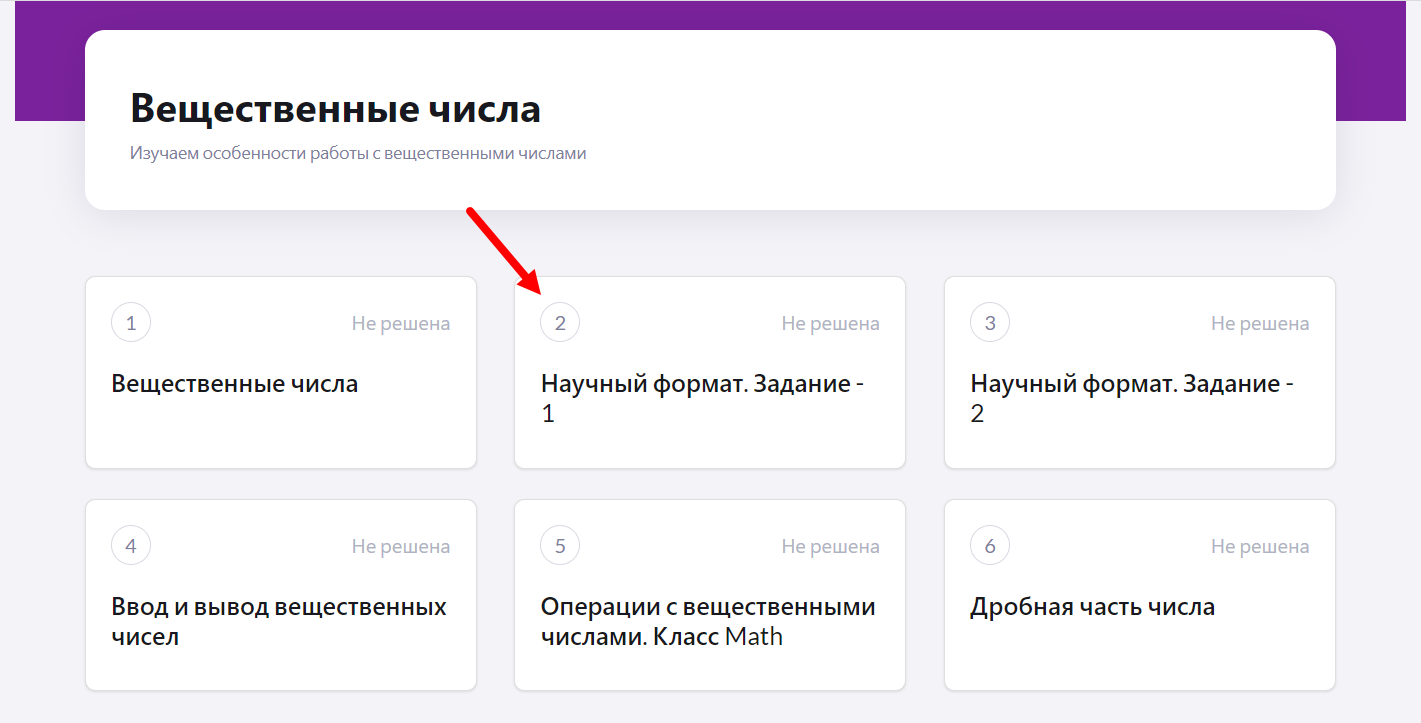 Вещественные числа
Изучаем особенности работы с вещественными числами
1
Не решена
Вещественные числа
2
Не решена
Научный формат. Задание -
1
3
Не решена
Научный формат. Задание -
2
4
Не решена
Ввод и вывод вещественных
чисел
5
Не решена
Операции с вещественными
числами. Класс Math
6
Не решена
Дробная часть числа